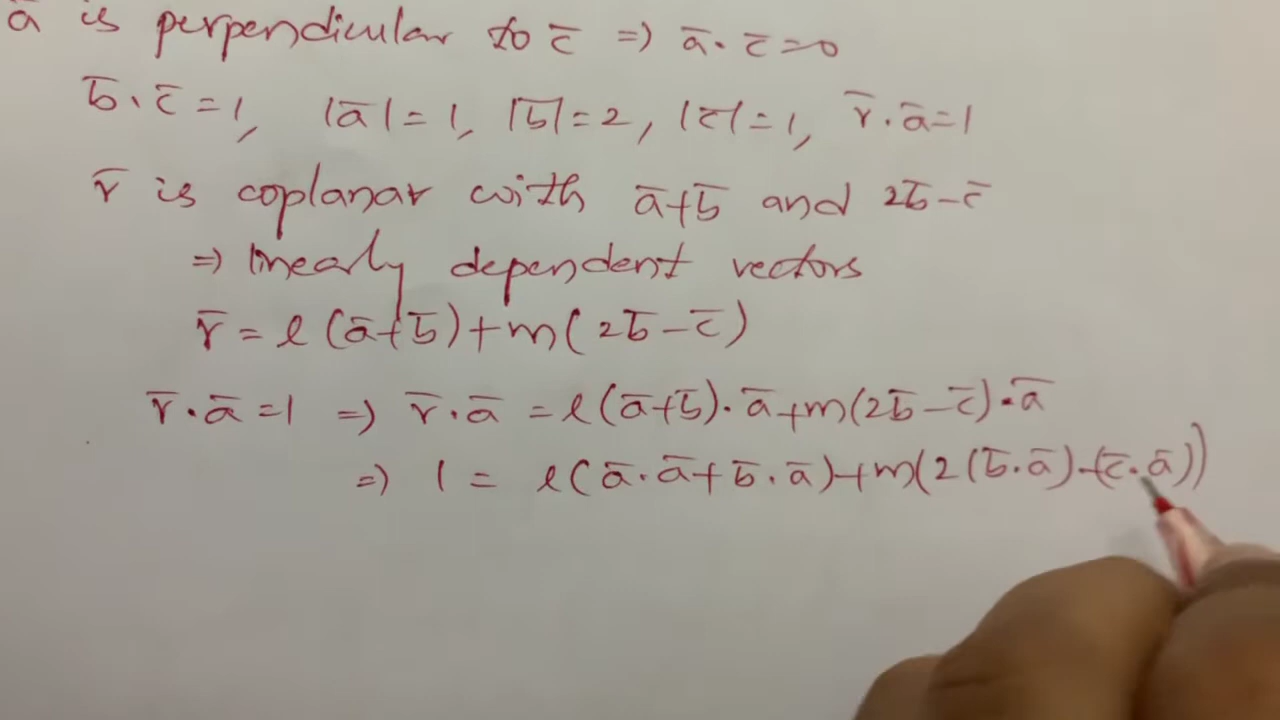 a̅ is perpendicular to c̅ ⇒ a̅ . c̅ = 0
b̅ . c̅ = 1, |a̅| = 1, |b̅| = 2, |c̅| = 1, r̅ . a̅ = 1
r̅ is coplanar with a̅ + b̅ and 2b̅ - c̅
⇒ linearly dependent vectors
r̅ = l (a̅ + b̅) + m ( 2b̅ - c̅ )
r̅ . a̅ = 1 ⇒ r̅ . a̅ = l (a̅ + b̅) . a̅ + m (2b̅ - c̅) . a̅
⇒ 1 = l ( a̅ . a̅ + b̅ . a̅ ) + m ( 2 (b̅ . a̅) - (c̅ . a̅))